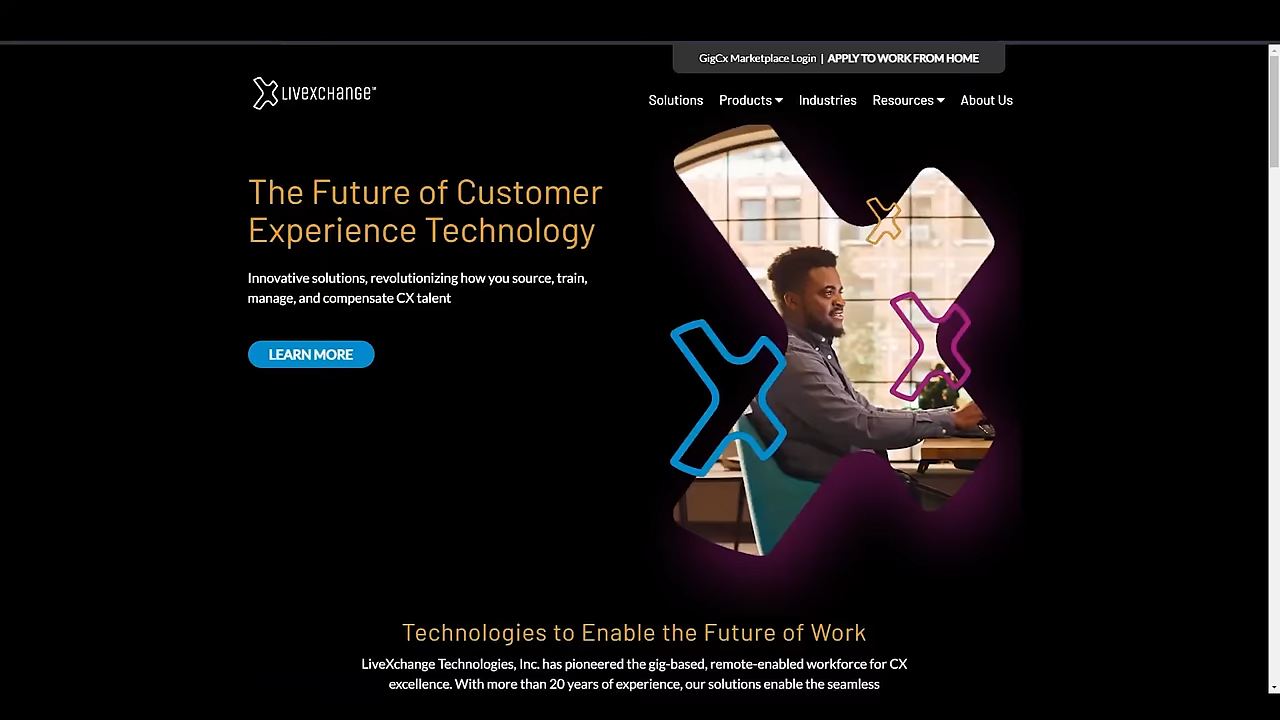 GigCx Marketplace Login | APPLY TO WORK FROM HOME
LIVEXCHANGE™
Solutions Products Industries Resources About Us
The Future of Customer
Experience Technology
Innovative solutions, revolutionizing how you source, train,
manage, and compensate CX talent
LEARN MORE
Technologies to Enable the Future of Work
LiveXchange Technologies, Inc. has pioneered the gig-based, remote-enabled workforce for CX
excellence. With more than 20 years of experience, our solutions enable the seamless